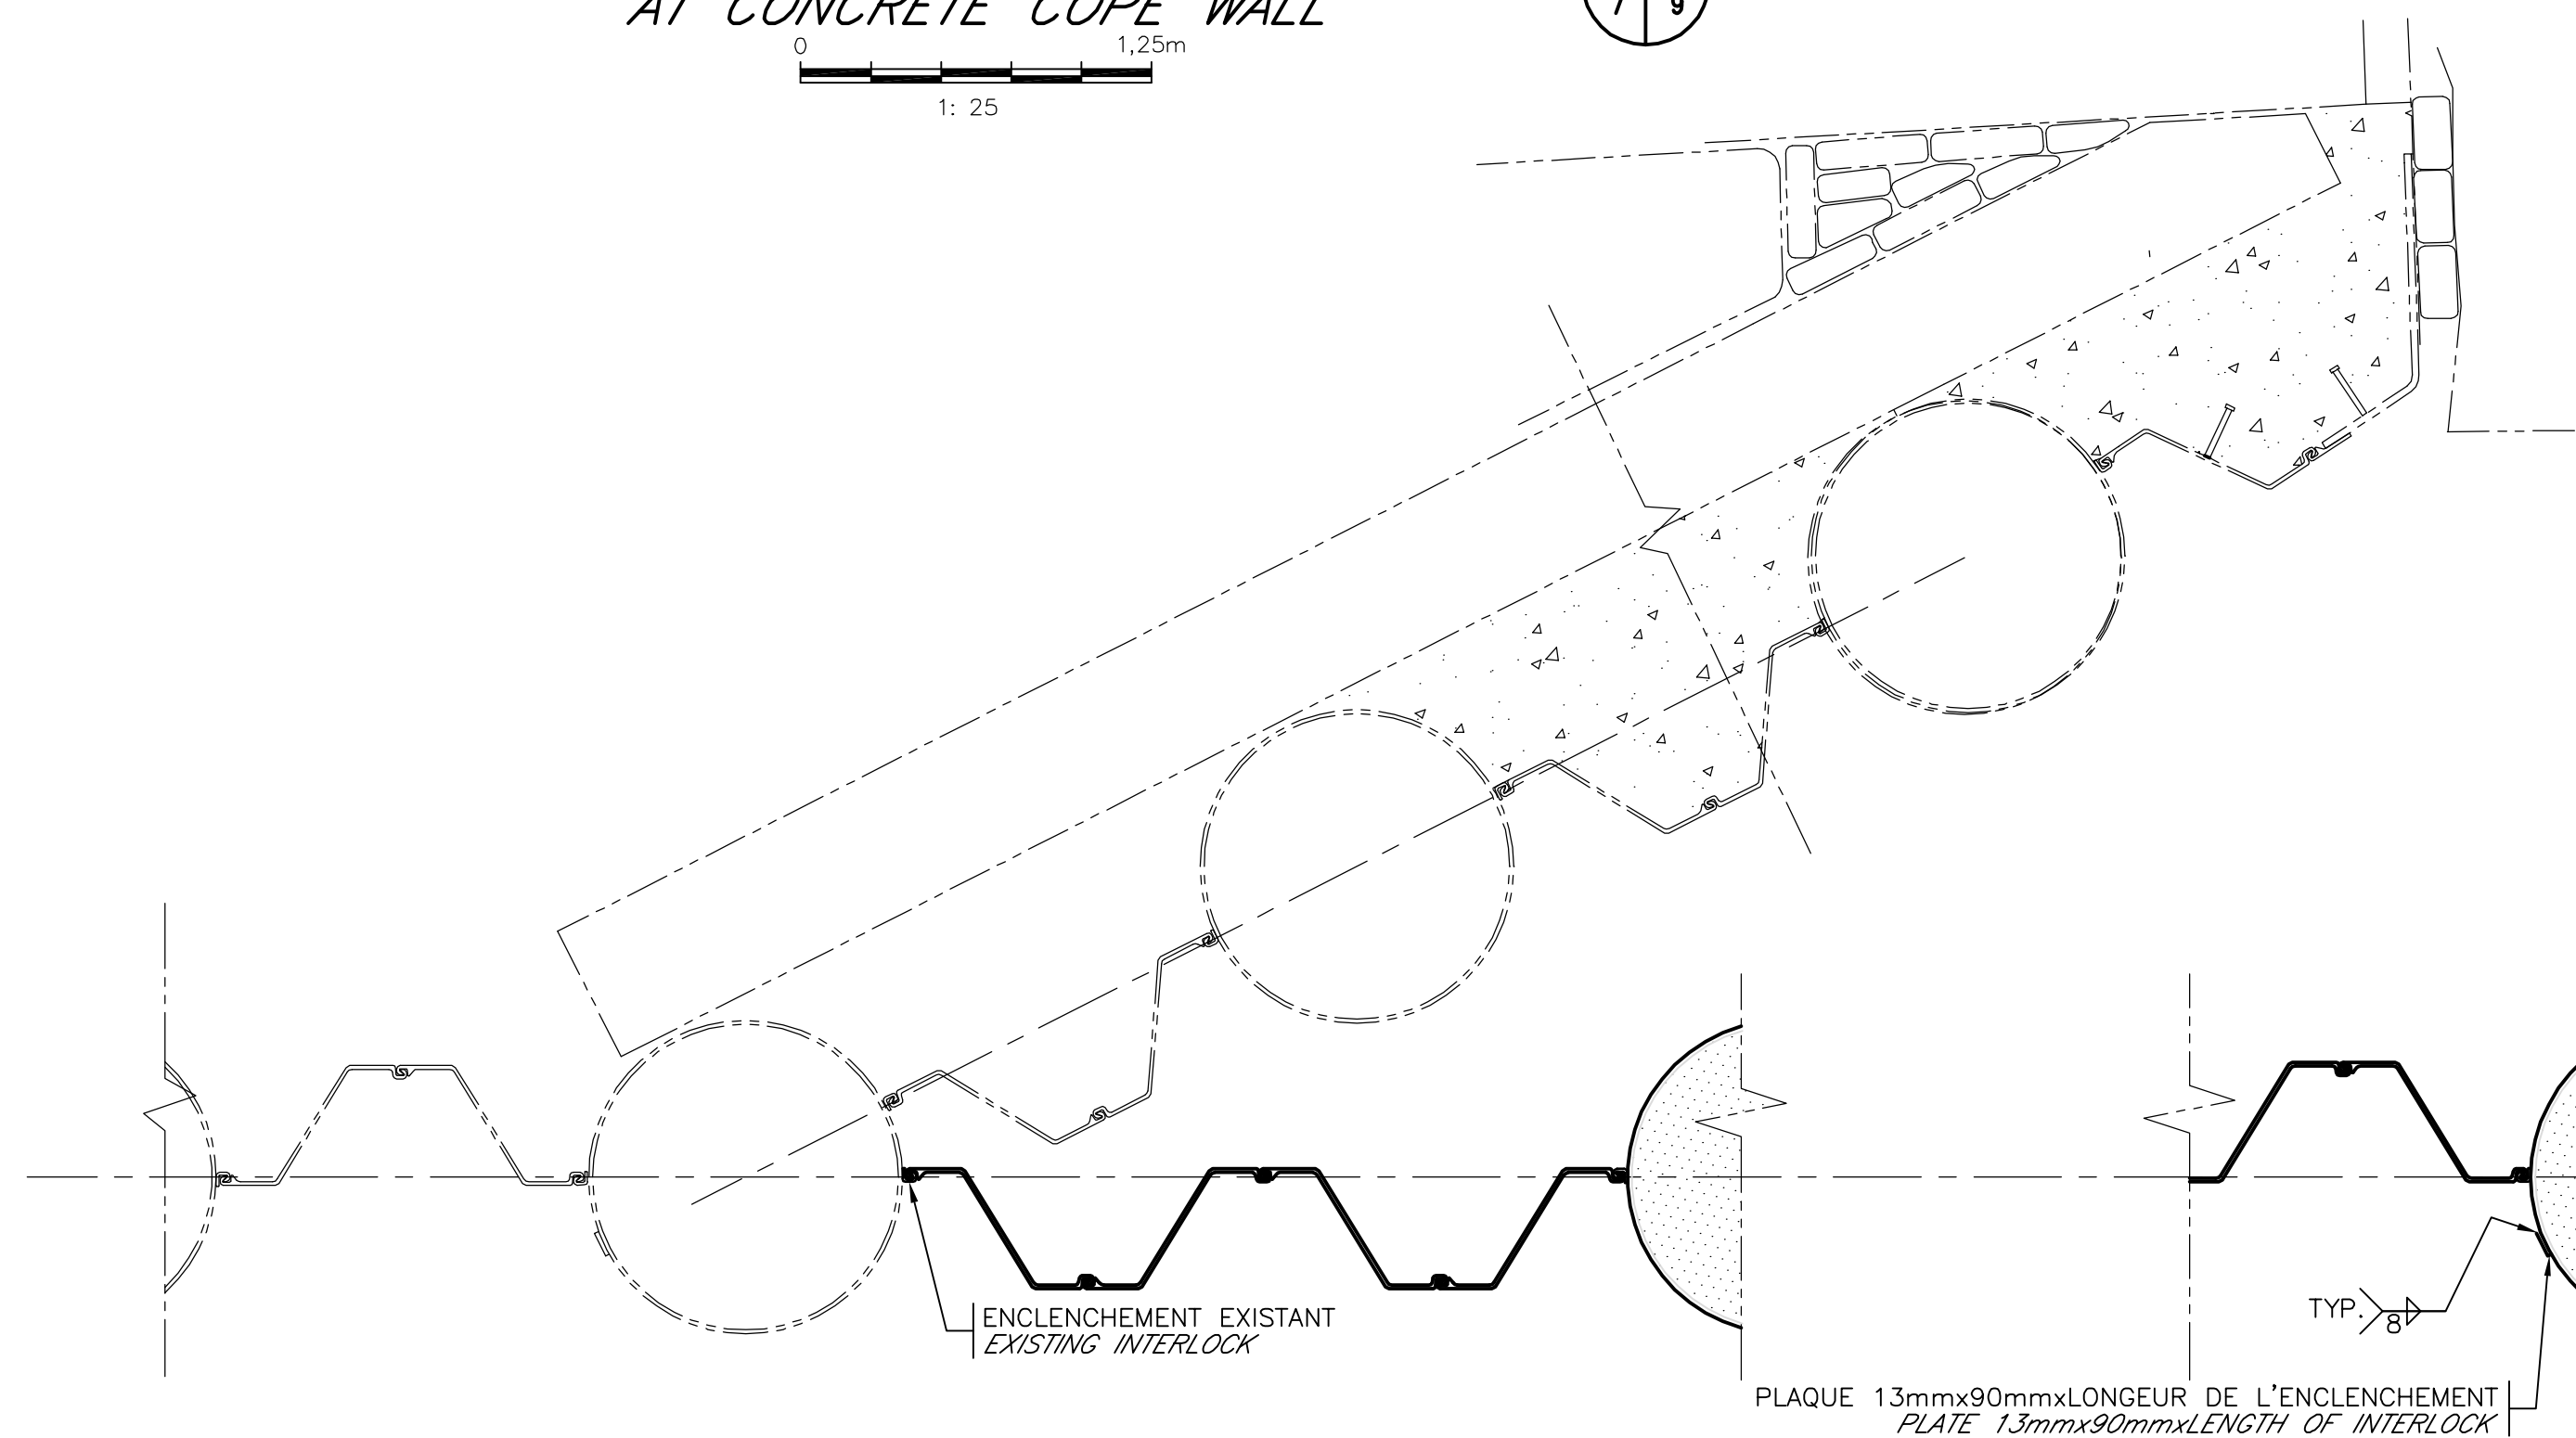 AT CONCRETE COPE WALL
7 9
0 1,25m
1: 25
ENCLENCHEMENT EXISTANT
EXISTING INTERLOCK
TYP. 8
PLAQUE 13mmx90mmxLONGEUR DE L'ENCLENCHEMENT
PLATE 13mmx90mmxLENGTH OF INTERLOCK